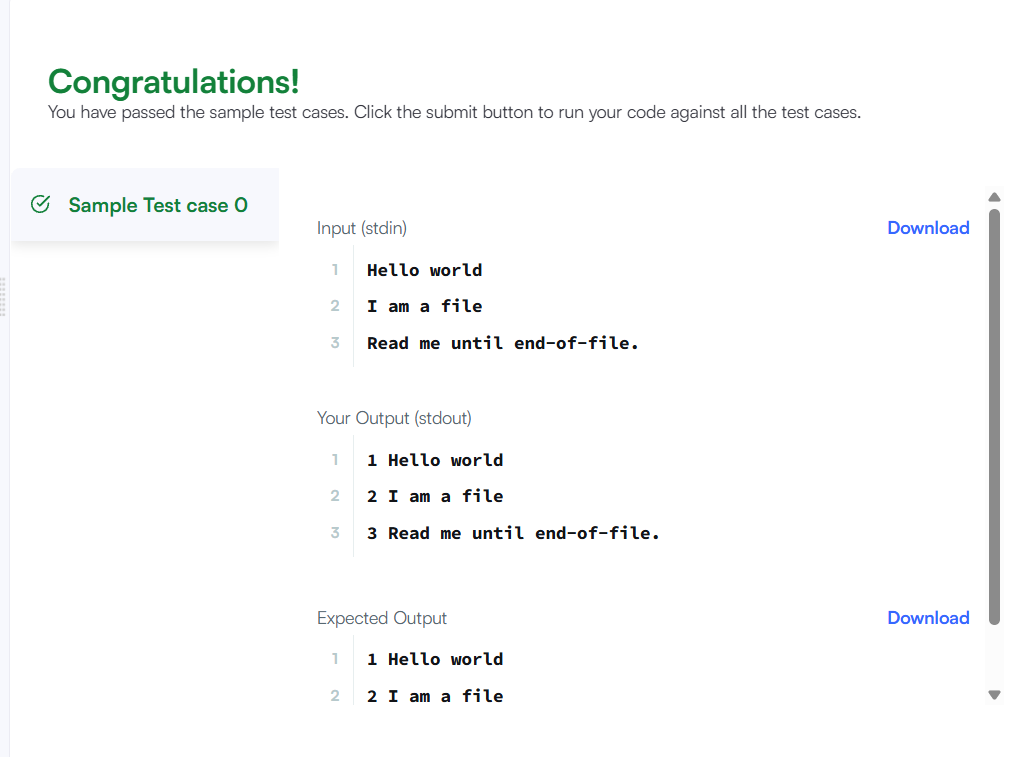 Congratulations!
You have passed the sample test cases. Click the submit button to run your code against all the test cases.
Sample Test case 0
Input (stdin)
Download
1 Hello world
2 I am a file
3 Read me until end-of-file.
Your Output (stdout)
1 1 Hello world
2 2 I am a file
3 3 Read me until end-of-file.
Expected Output
Download
1 1 Hello world
2 2 I am a file